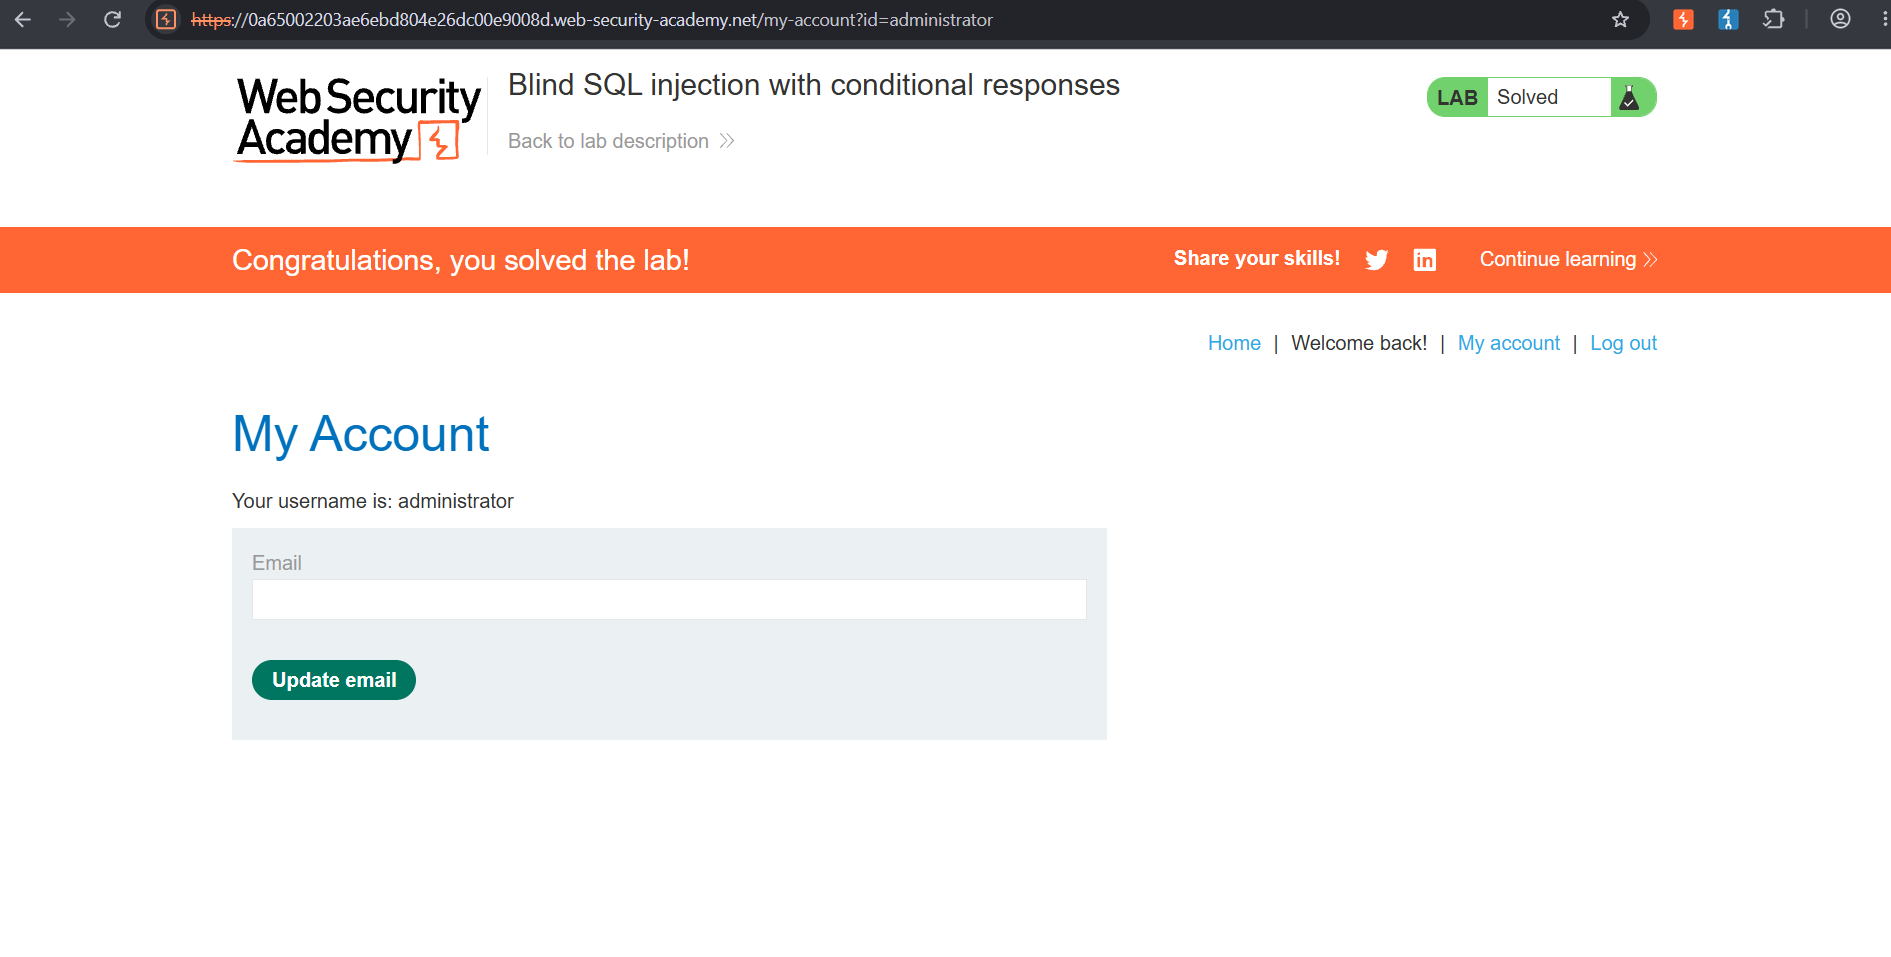 https://0a65002203ae6ebd804e26dc00e9008d.web-security-academy.net/my-account?id=administrator
Web Security
Academy
Blind SQL injection with conditional responses
Back to lab description
LAB Solved
Congratulations, you solved the lab!
Share your skills!
Continue learning
Home | Welcome back! | My account | Log out
My Account
Your username is: administrator
Email
Update email